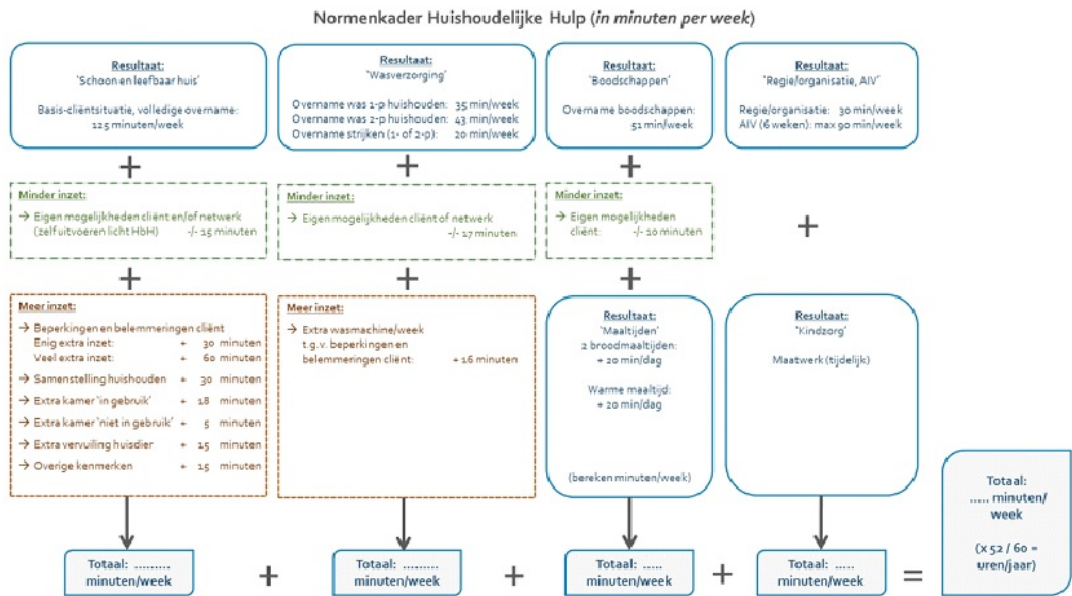 Normenkader Huishoudelijke Hulp (in minuten per week)
Resultaat:
'Schoon en leefbaar huis'
Basis-cliëntsituatie, volledige overname:
125 minuten/week
Resultaat:
'Wasverzorging'
Overname was 1-p huishouden: 35 min/week
Overname was 2-p huishouden: 43 min/week
Overname strijken (1- of 2-p): 20 min/week
Resultaat:
'Boodschappen'
Overname boodschappen:
51 min/week
Resultaat:
'Regie/organisatie, AIV'
Regie/organisatie: 30 min/week
AIV (6 weken): max 90 min/week
+ + + +
Minder inzet:
→ Eigen mogelijkheden cliënt en/of netwerk
(zelf uitvoeren licht HbH) -/- 15 minuten
Minder inzet:
→ Eigen mogelijkheden cliënt of netwerk
-/- 17 minuten
Minder inzet:
→ Eigen mogelijkheden
cliënt: -/- 10 minuten
+ + +
Meer inzet:
→ Beperkingen en belemmeringen cliënt
Enig extra inzet: + 30 minuten
Veel extra inzet: + 60 minuten
→ Samenstelling huishouden + 30 minuten
→ Extra kamer 'in gebruik' + 18 minuten
→ Extra kamer 'niet in gebruik' + 5 minuten
→ Extra vervuiling huisdier + 15 minuten
→ Overige kenmerken + 15 minuten
Meer inzet:
→ Extra wasmachine/week
t.g.v. beperkingen en
belemmeringen cliënt: + 16 minuten
Resultaat:
'Maaltijden'
2 broodmaaltijden:
+ 20 min/dag
Warme maaltijd:
+ 20 min/dag
(bereken minuten/week)
Resultaat:
'Kindzorg'
Maatwerk (tijdelijk)
Totaal: ..........
minuten/week
+
Totaal: ..........
minuten/week
+
Totaal: .....
minuten/week
+
Totaal: .....
minuten/week
=
Totaal:
..... minuten/
week
(x 52 / 60 =
uren/jaar)